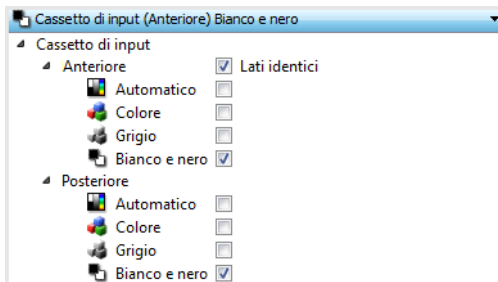 Cassetto di input (Anteriore) Bianco e nero
Cassetto di input
Anteriore Lati identici
Automatico
Colore
Grigio
Bianco e nero
Posteriore
Automatico
Colore
Grigio
Bianco e nero